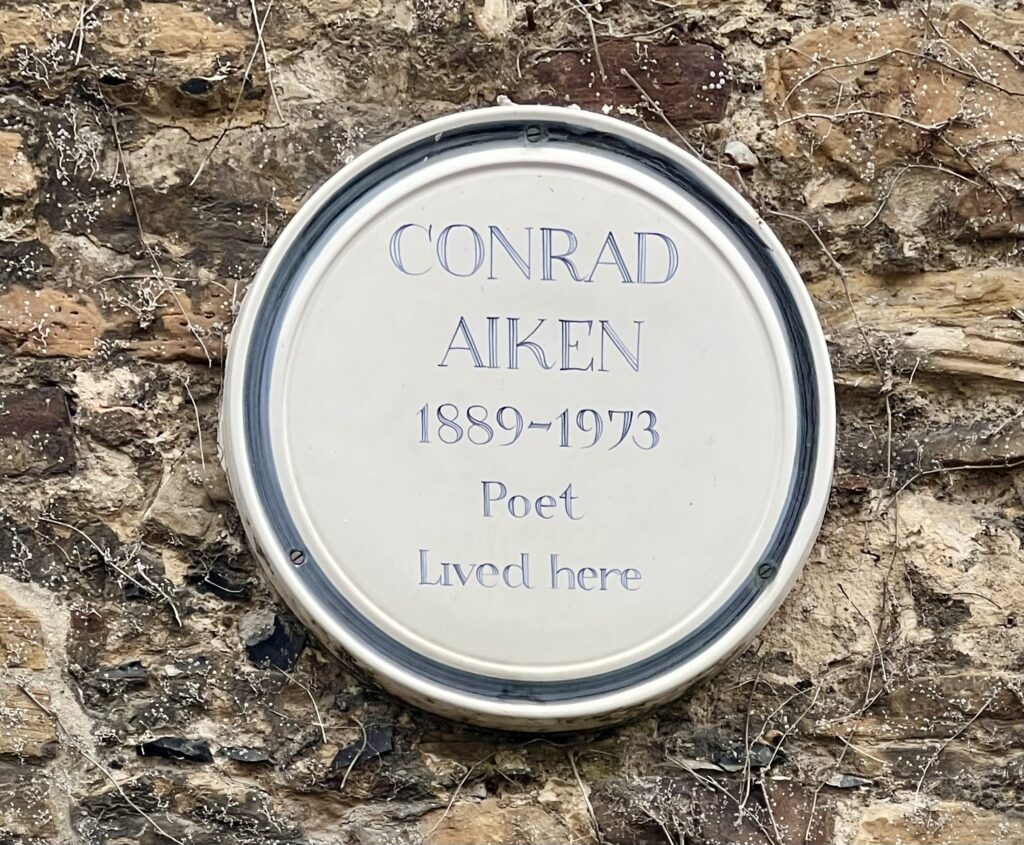 CONRAD
AIKEN
1889-1973
Poet
Lived here